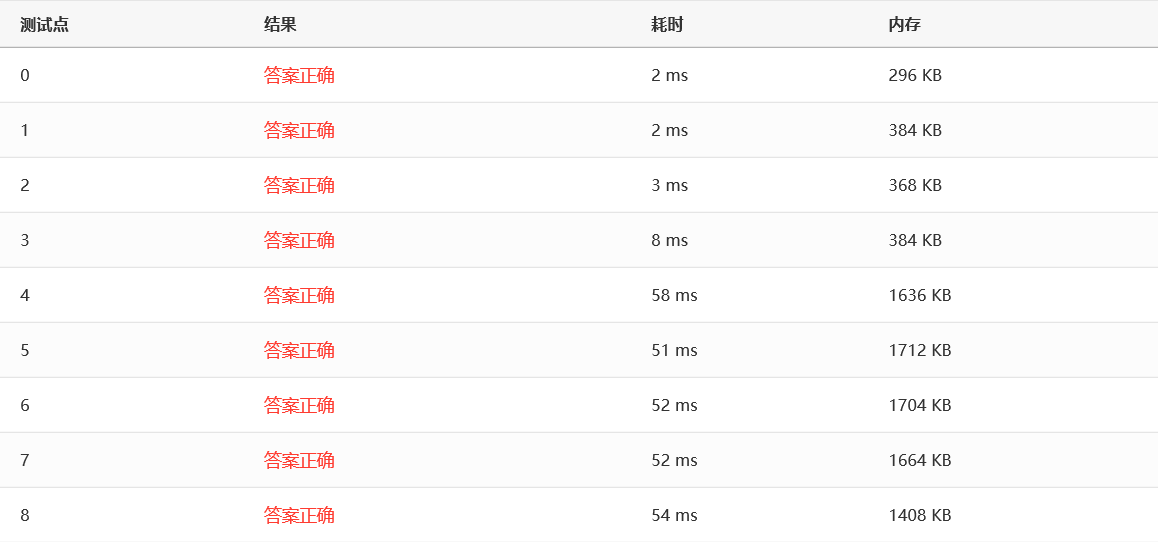 测试点 结果 耗时 内存
0 答案正确 2 ms 296 KB
1 答案正确 2 ms 384 KB
2 答案正确 3 ms 368 KB
3 答案正确 8 ms 384 KB
4 答案正确 58 ms 1636 KB
5 答案正确 51 ms 1712 KB
6 答案正确 52 ms 1704 KB
7 答案正确 52 ms 1664 KB
8 答案正确 54 ms 1408 KB